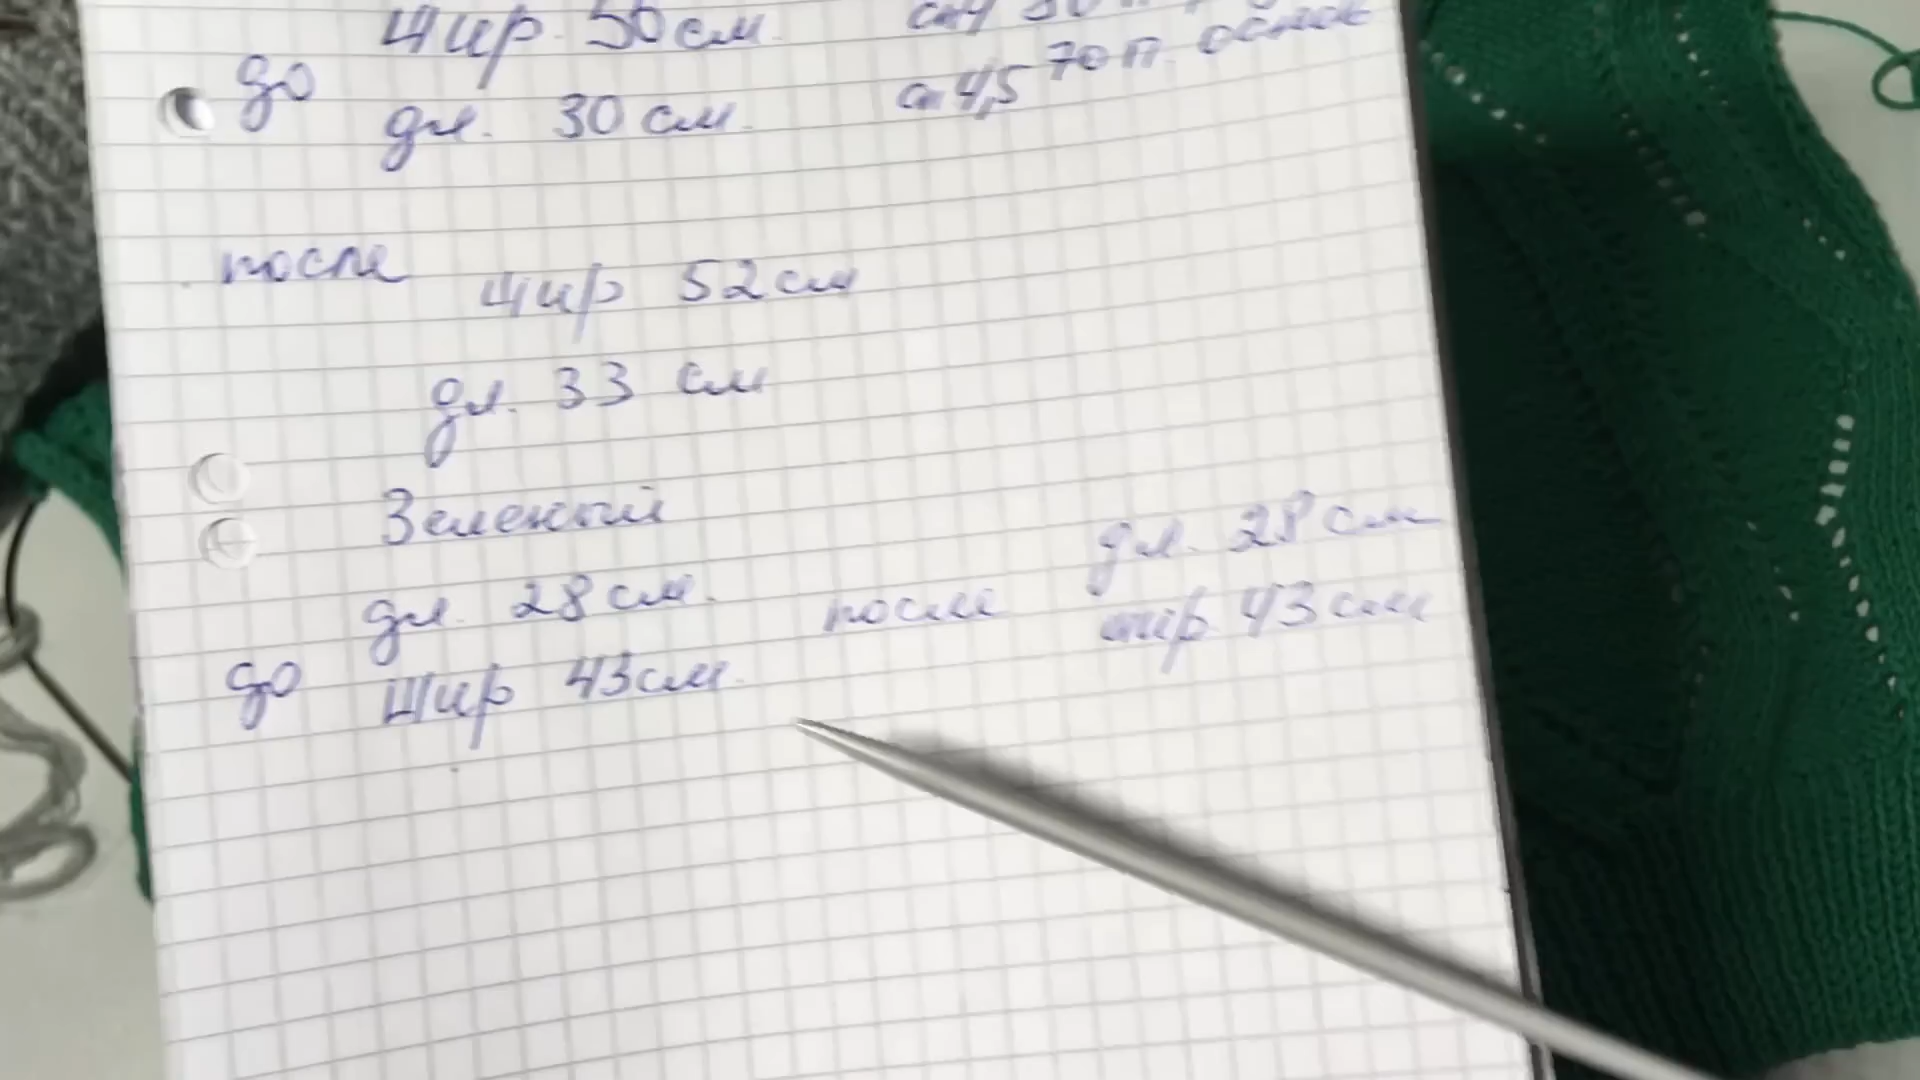 шир. 50 см.
до
дл. 30 см.
сп 4,5 70 п. основ
после
шир 52 см
дл. 33 см
Зеленый
до
дл. 28 см.
шир 43 см.
после
дл. 28 см
шир. 43 см